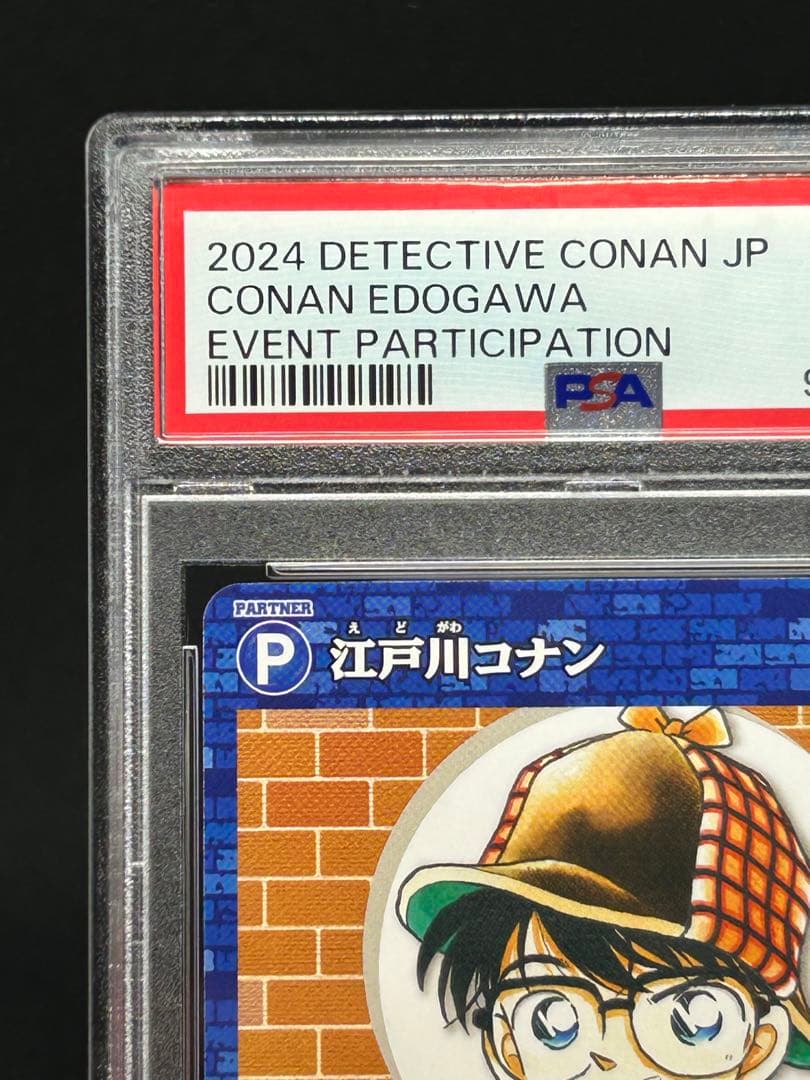 2024 DETECTIVE CONAN JP
CONAN EDOGAWA
EVENT PARTICIPATION
PSA
PARTNER
P
えどがわ
江戸川コナン